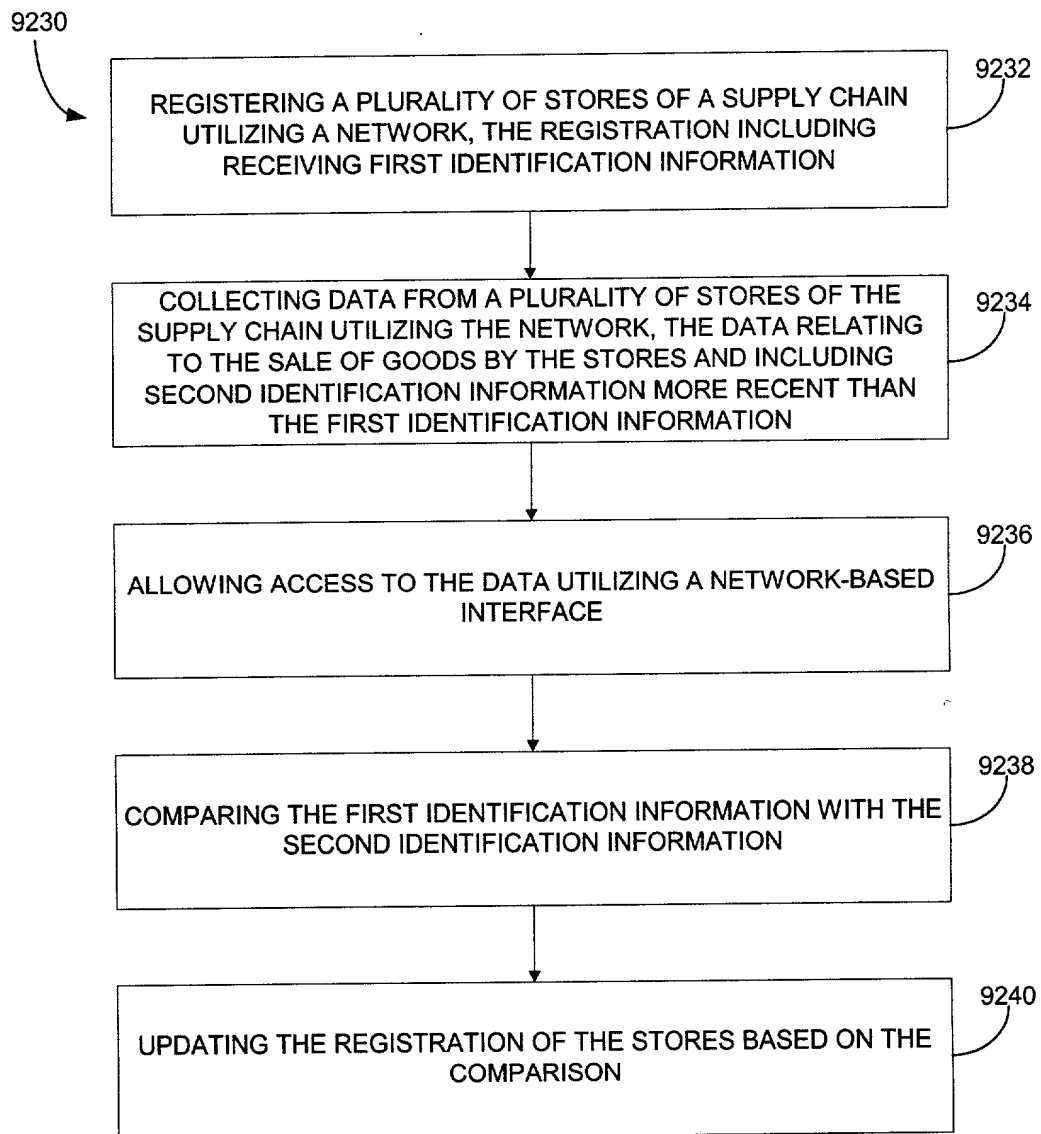 9230
9232
REGISTERING A PLURALITY OF STORES OF A SUPPLY CHAIN
UTILIZING A NETWORK, THE REGISTRATION INCLUDING
RECEIVING FIRST IDENTIFICATION INFORMATION
9234
COLLECTING DATA FROM A PLURALITY OF STORES OF THE
SUPPLY CHAIN UTILIZING THE NETWORK, THE DATA RELATING
TO THE SALE OF GOODS BY THE STORES AND INCLUDING
SECOND IDENTIFICATION INFORMATION MORE RECENT THAN
THE FIRST IDENTIFICATION INFORMATION
9236
ALLOWING ACCESS TO THE DATA UTILIZING A NETWORK-BASED
INTERFACE
9238
COMPARING THE FIRST IDENTIFICATION INFORMATION WITH THE
SECOND IDENTIFICATION INFORMATION
9240
UPDATING THE REGISTRATION OF THE STORES BASED ON THE
COMPARISON